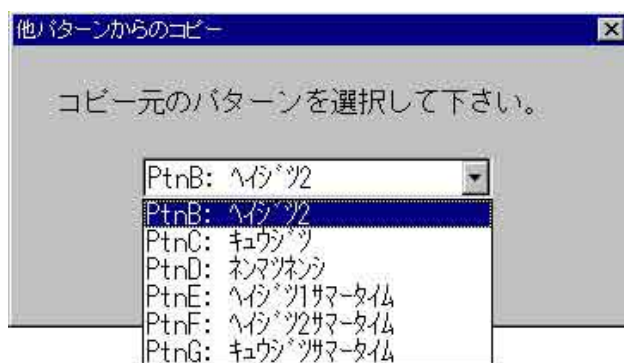 他パターンからのコピー
コピー元のパターンを選択して下さい。
PtnB: ﾍｲｼﾞﾂ2
PtnB: ﾍｲｼﾞﾂ2
PtnC: ｷｭｳｼﾞﾂ
PtnD: ﾈﾝﾏﾂﾈﾝｼ
PtnE: ﾍｲｼﾞﾂ1ｻﾏｰﾀｲﾑ
PtnF: ﾍｲｼﾞﾂ2ｻﾏｰﾀｲﾑ
PtnG: ｷｭｳｼﾞﾂｻﾏｰﾀｲﾑ